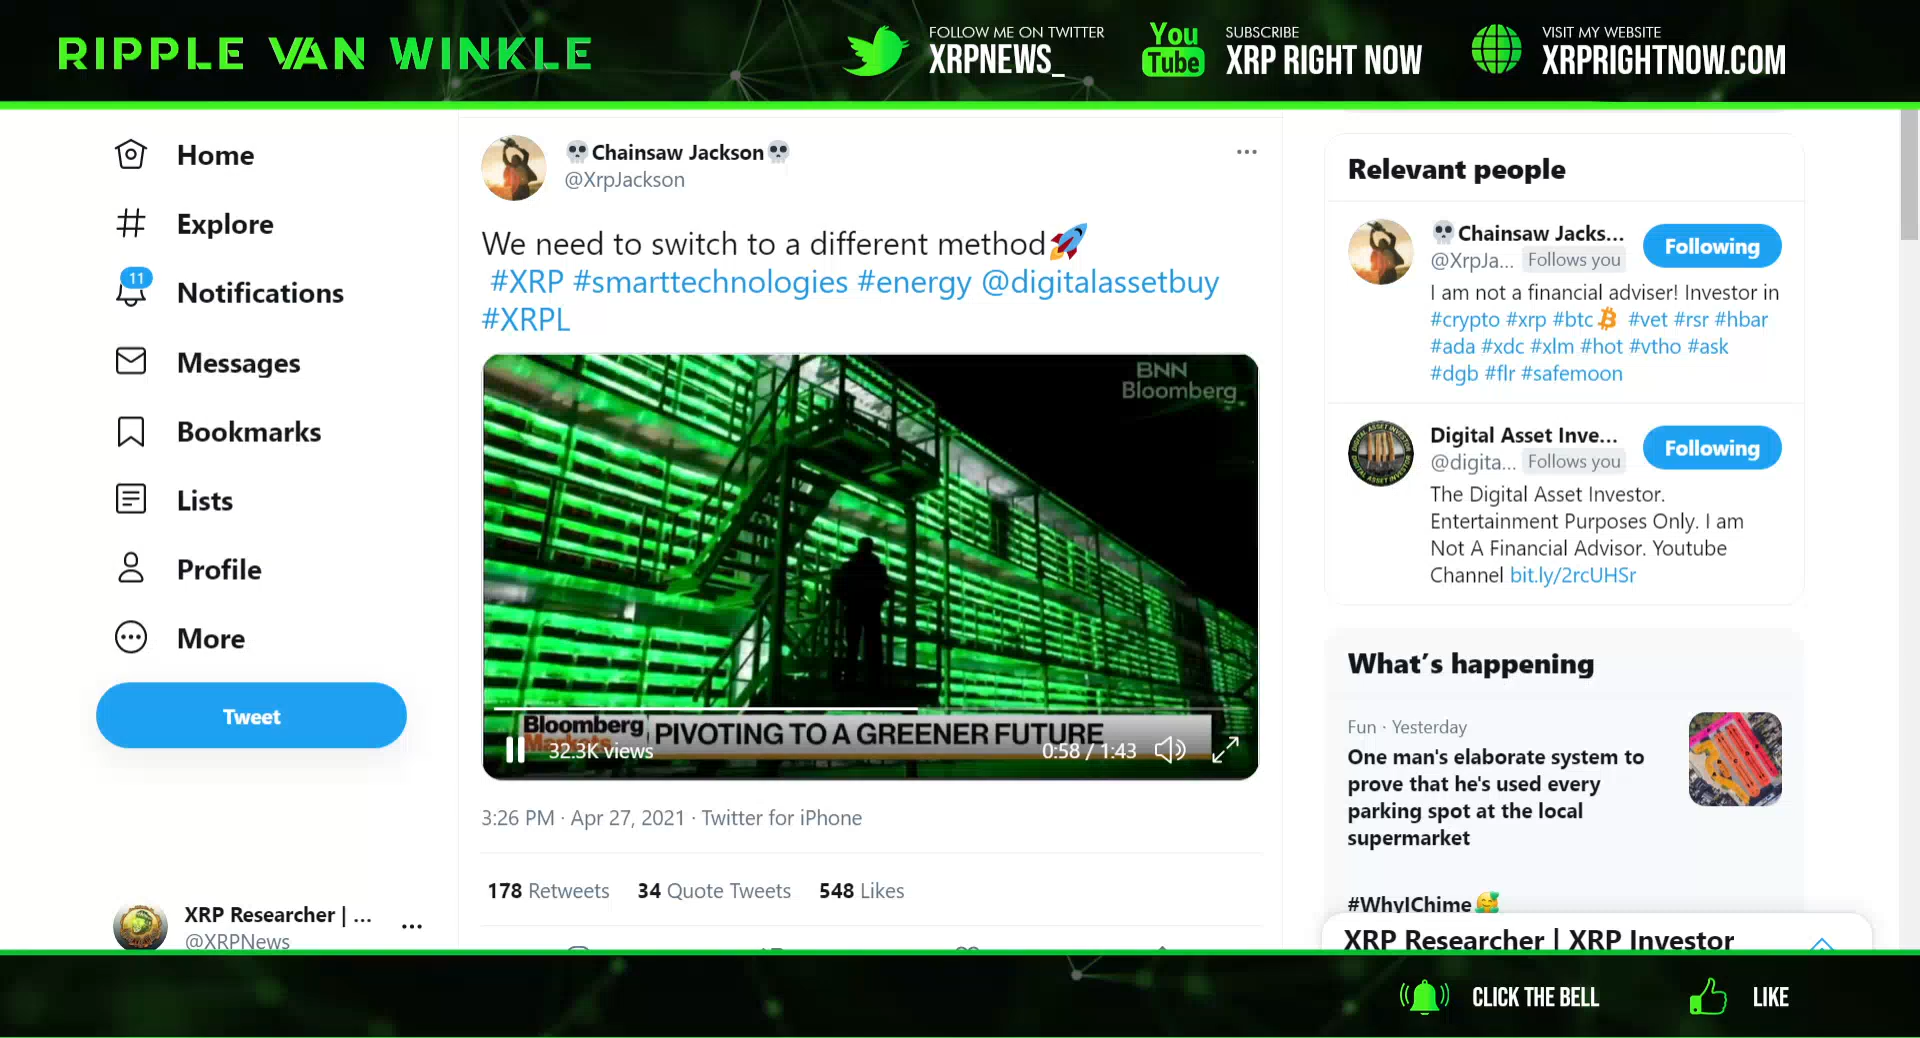 RIPPLE VAN WINKLE
FOLLOW ME ON TWITTER
XRPNEWS_
You
Tube
SUBSCRIBE
XRP RIGHT NOW
VISIT MY WEBSITE
XRPRIGHTNOW.COM
Home
Explore
11
Notifications
Messages
Bookmarks
Lists
Profile
More
Tweet
XRP Researcher | ...
@XRPNews
💀Chainsaw Jackson💀
@XrpJackson
We need to switch to a different method🚀
#XRP #smarttechnologies #energy @digitalassetbuy
#XRPL
BNN
Bloomberg
Bloomberg
Markets
PIVOTING TO A GREENER FUTURE
32.3K views
0:58 / 1:43
3:26 PM · Apr 27, 2021 · Twitter for iPhone
178 Retweets 34 Quote Tweets 548 Likes
Relevant people
💀Chainsaw Jacks...
@XrpJa... Follows you
Following
I am not a financial adviser! Investor in
#crypto #xrp #btc #vet #rsr #hbar
#ada #xdc #xlm #hot #vtho #ask
#dgb #flr #safemoon
Digital Asset Inve...
@digita... Follows you
Following
The Digital Asset Investor.
Entertainment Purposes Only. I am
Not A Financial Advisor. Youtube
Channel bit.ly/2rcUHSr
What's happening
Fun · Yesterday
One man's elaborate system to
prove that he's used every
parking spot at the local
supermarket
#WhyIChime🥰
XRP Researcher | XRP Investor
CLICK THE BELL
LIKE